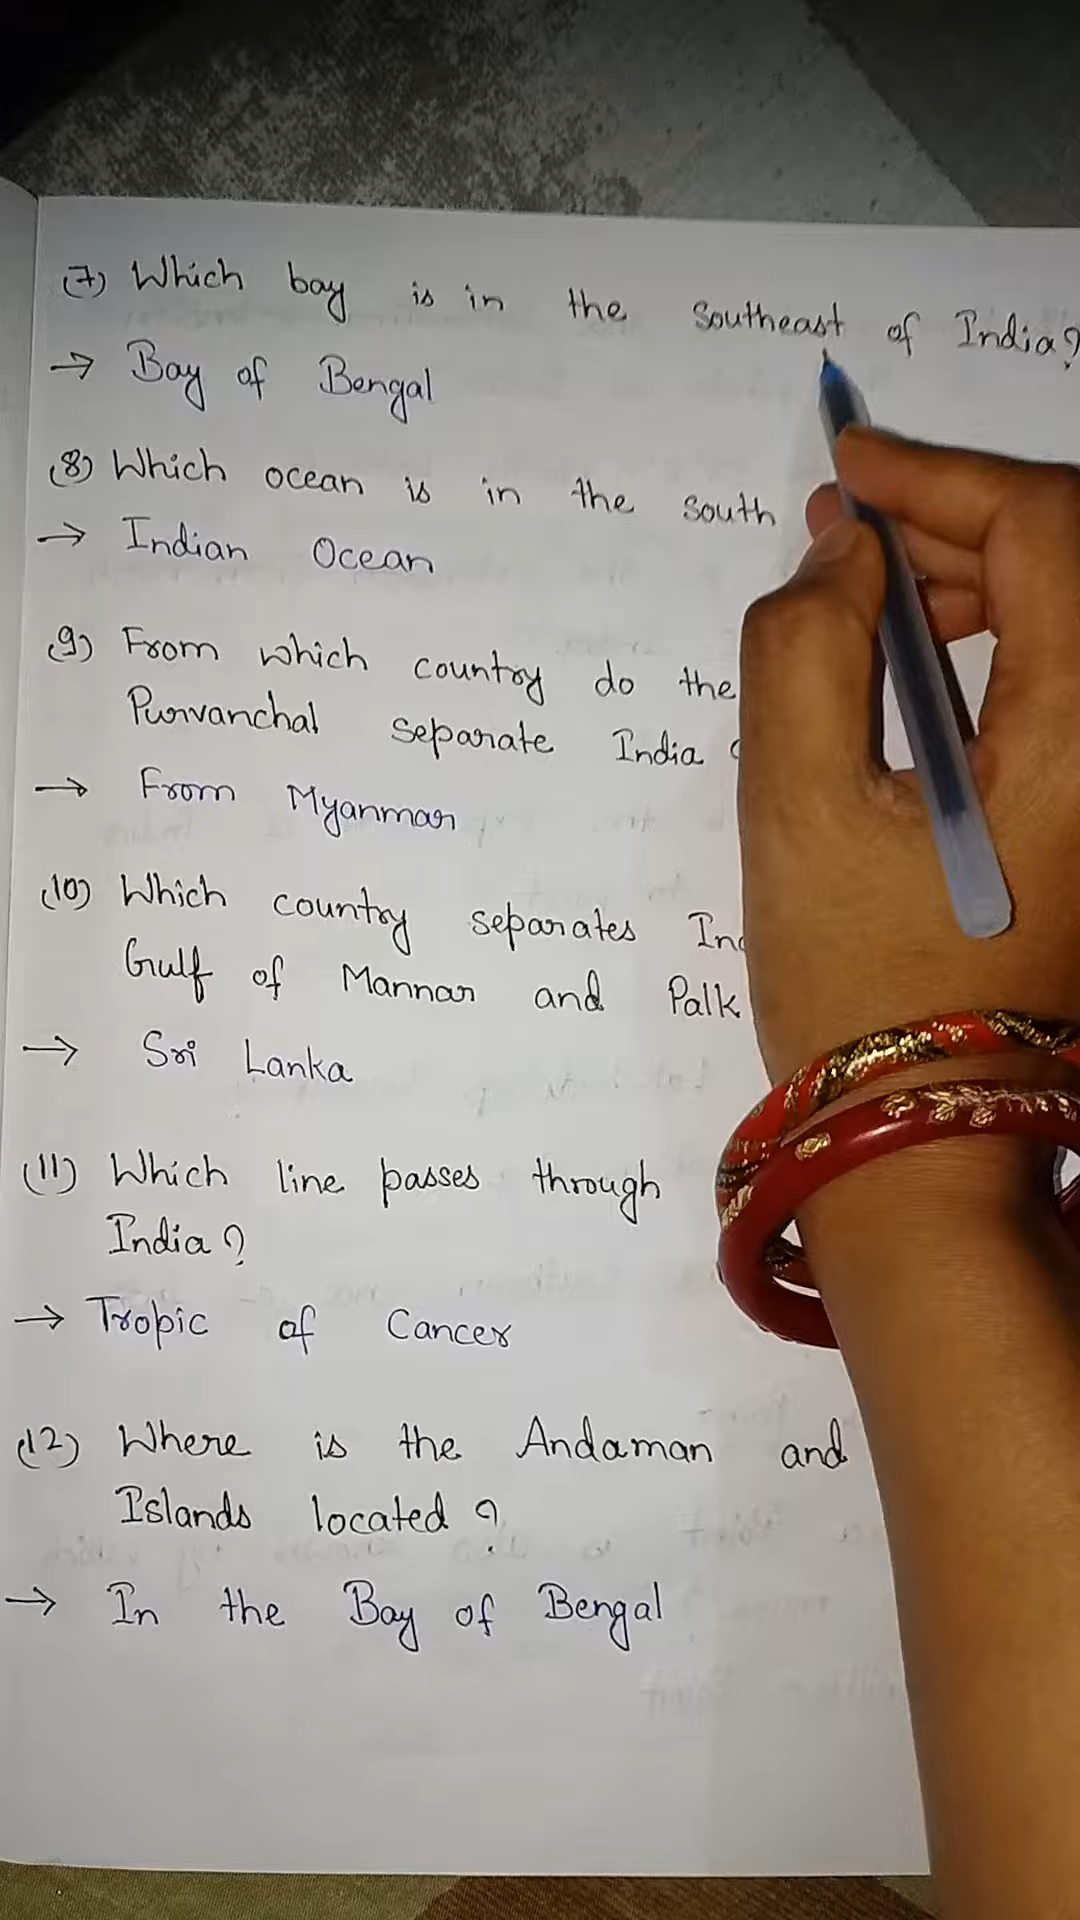 (7) Which bay is in the southeast of India?
→ Bay of Bengal
(8) Which ocean is in the south
→ Indian Ocean
(9) From which country do the
Purvanchal separate India
→ From Myanmar
(10) Which country separates
Gulf of Mannar and Palk
→ Sri Lanka
(11) Which line passes through
India?
→ Tropic of Cancer
(12) Where is the Andaman and
Islands located?
→ In the Bay of Bengal